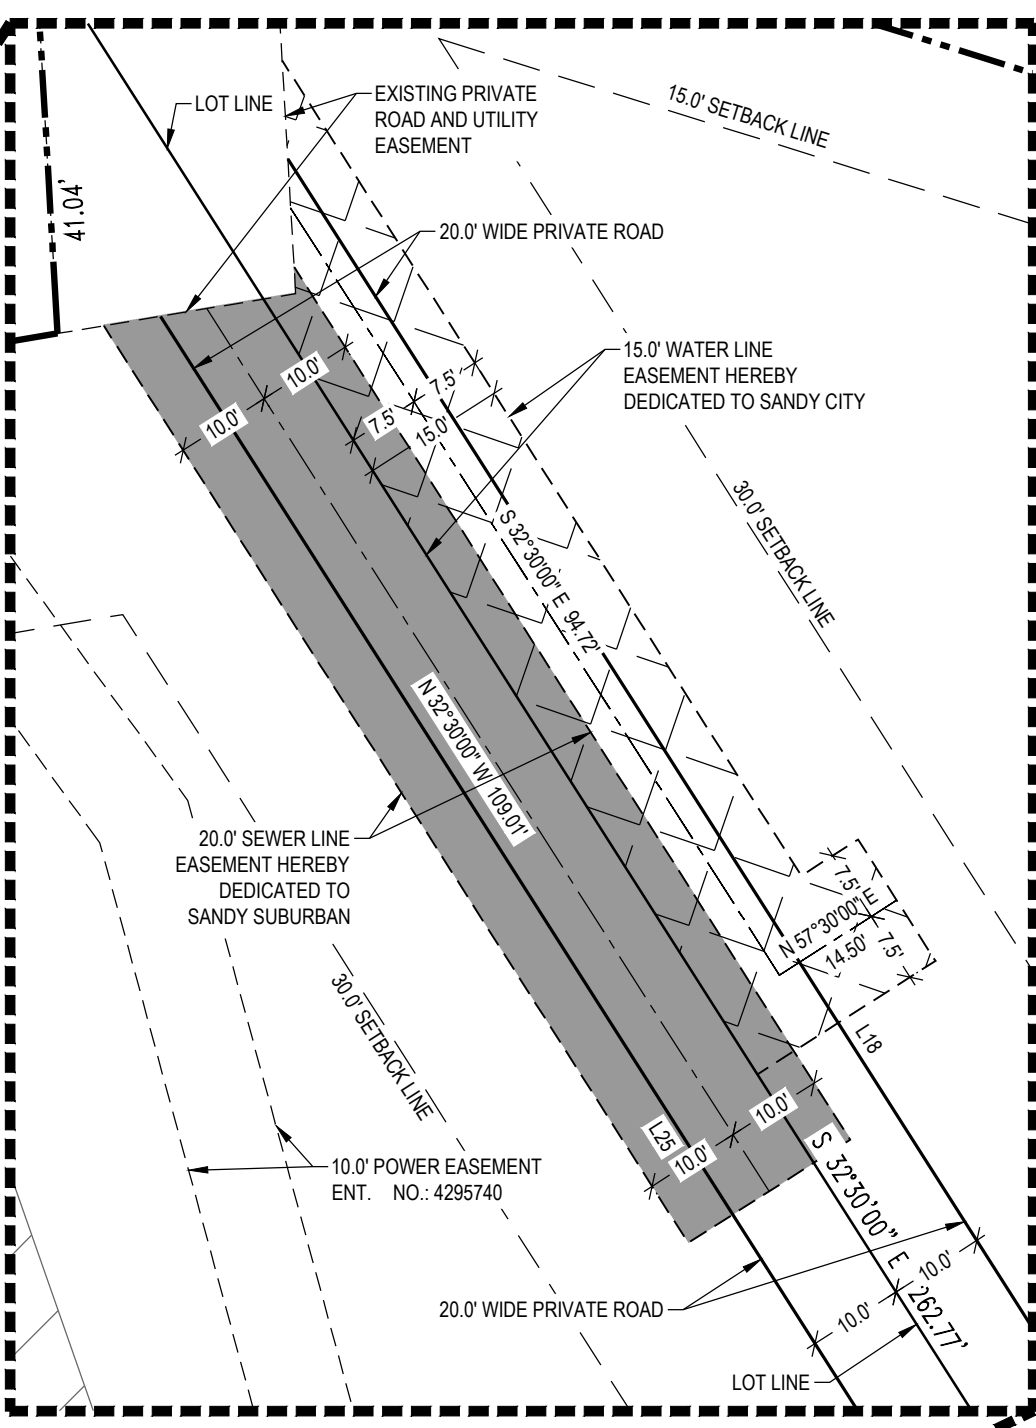 LOT LINE
EXISTING PRIVATE
ROAD AND UTILITY
EASEMENT
15.0' SETBACK LINE
41.04'
20.0' WIDE PRIVATE ROAD
15.0' WATER LINE
EASEMENT HEREBY
DEDICATED TO SANDY CITY
10.0'
10.0'
7.5'
7.5'
15.0'
30.0' SETBACK LINE
S 32°30'00" E 94.72'
N 32°30'00" W 109.01'
20.0' SEWER LINE
EASEMENT HEREBY
DEDICATED TO
SANDY SUBURBAN
7.5'
N 57°30'00" E
14.50'
7.5'
30.0' SETBACK LINE
L18
L25
10.0'
10.0'
10.0' POWER EASEMENT
ENT. NO.: 4295740
S 32°30'00" E 262.77'
10.0'
10.0'
20.0' WIDE PRIVATE ROAD
LOT LINE